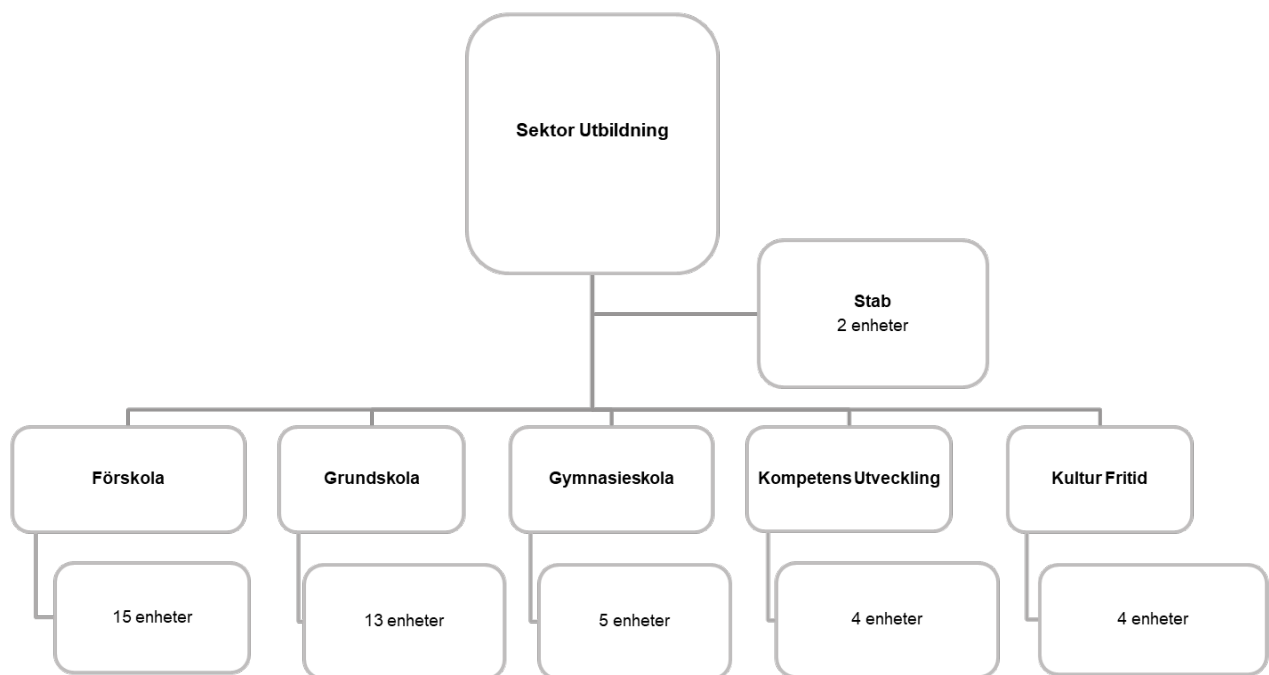 Sektor Utbildning
Stab
2 enheter
Förskola
Grundskola
Gymnasieskola
Kompetens Utveckling
Kultur Fritid
15 enheter
13 enheter
5 enheter
4 enheter
4 enheter